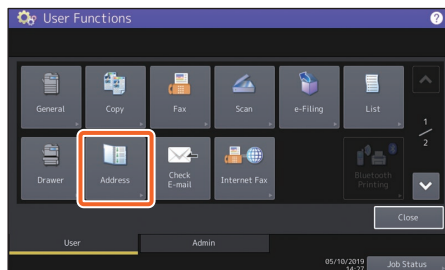 User Functions
?
General
Copy
Fax
Scan
e-Filing
List
1
2
Drawer
Address
Check
E-mail
Internet Fax
Bluetooth
Printing
Close
User
Admin
05/10/2019
14:27
Job Status